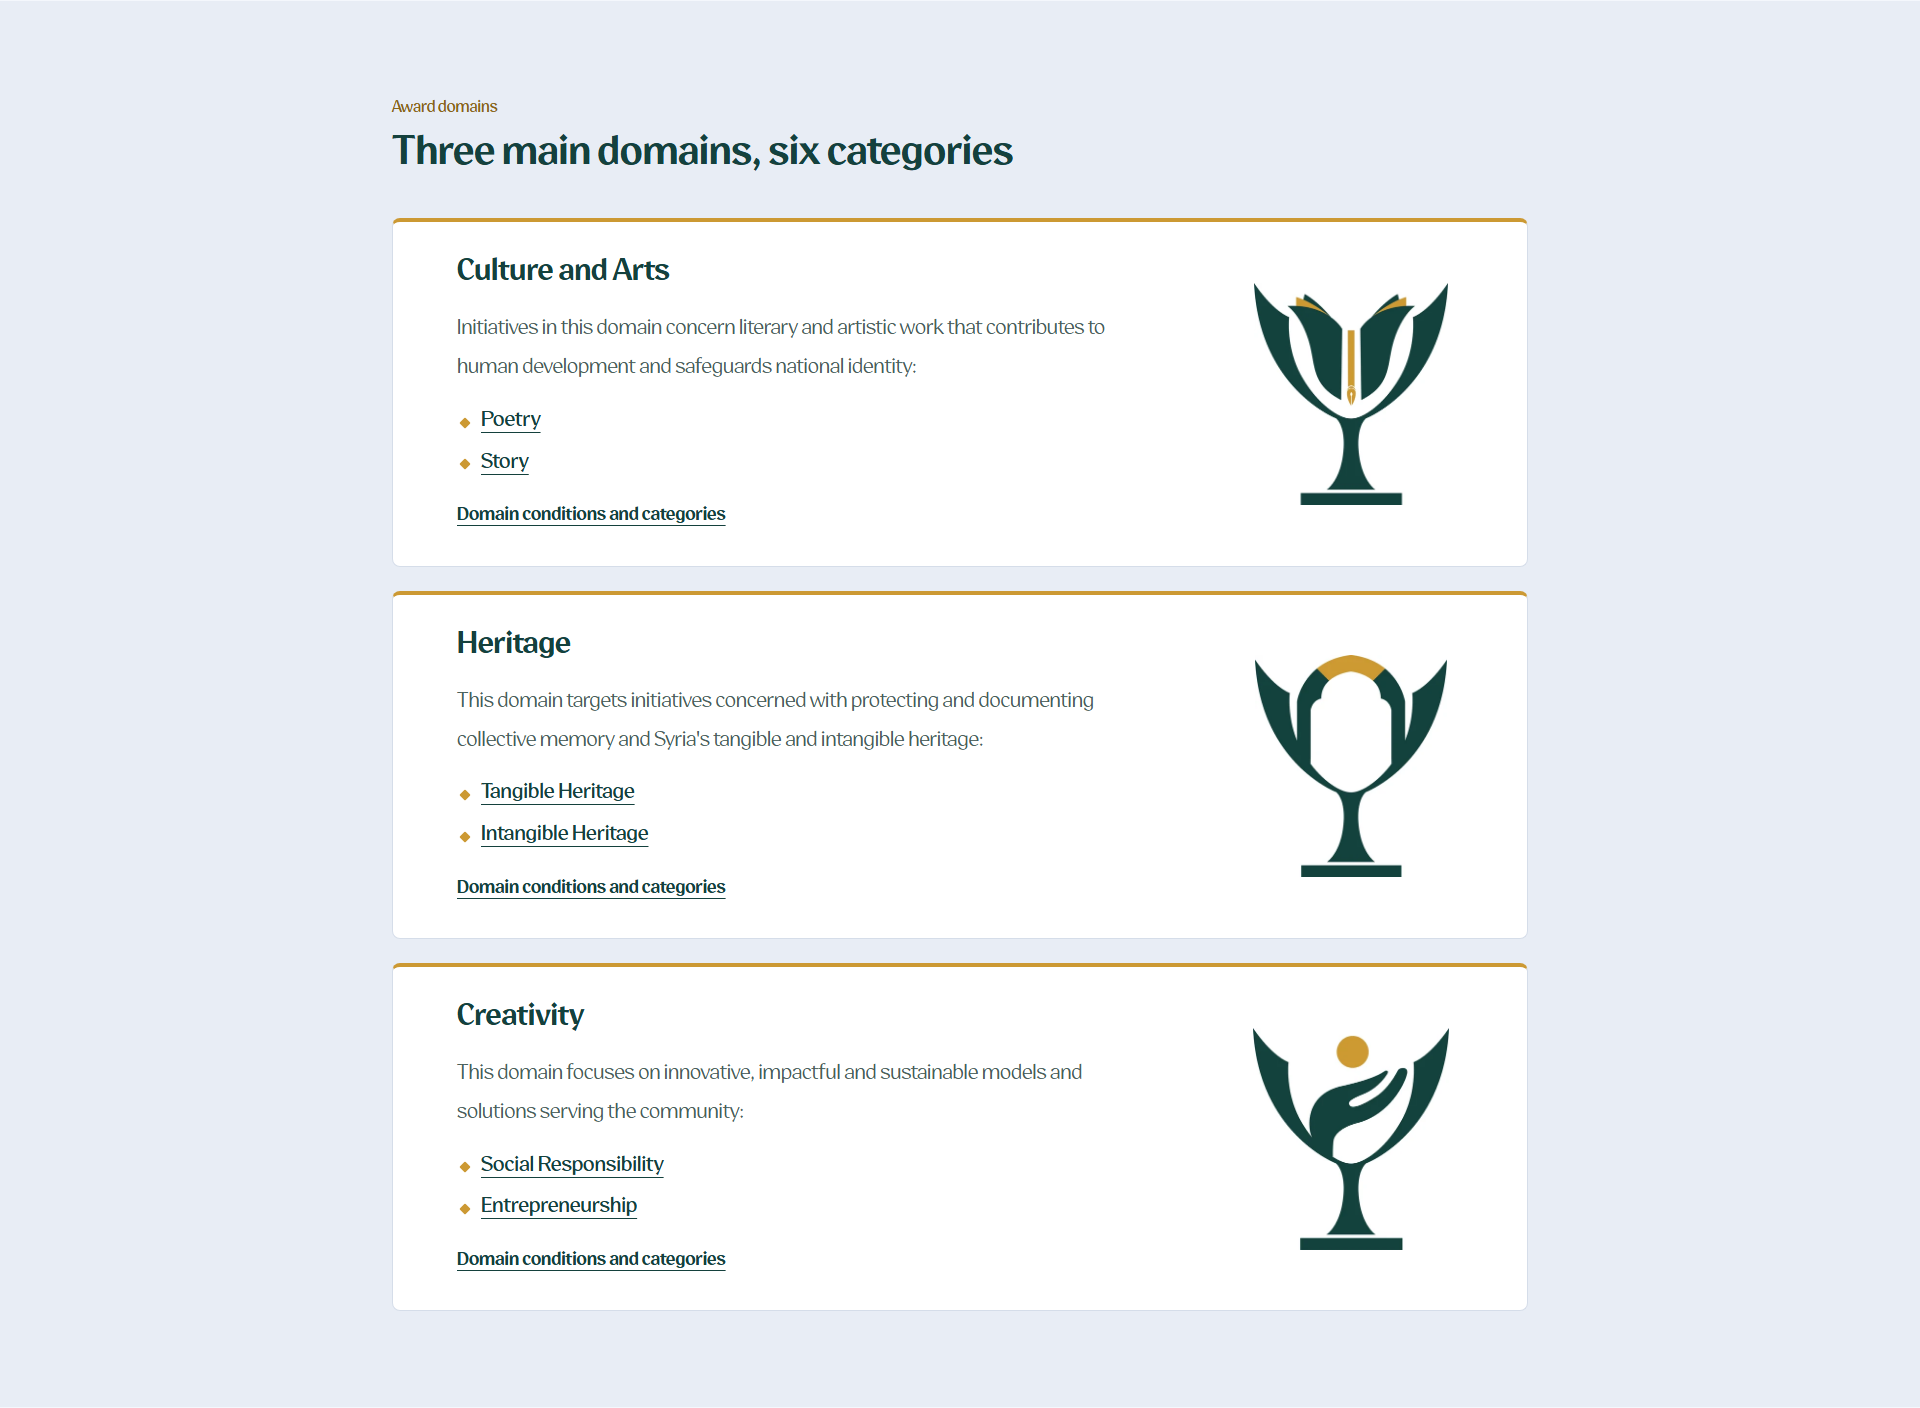 Award domains
Three main domains, six categories
Culture and Arts
Initiatives in this domain concern literary and artistic work that contributes to
human development and safeguards national identity:
Poetry
Story
Domain conditions and categories
Heritage
This domain targets initiatives concerned with protecting and documenting
collective memory and Syria's tangible and intangible heritage:
Tangible Heritage
Intangible Heritage
Domain conditions and categories
Creativity
This domain focuses on innovative, impactful and sustainable models and
solutions serving the community:
Social Responsibility
Entrepreneurship
Domain conditions and categories